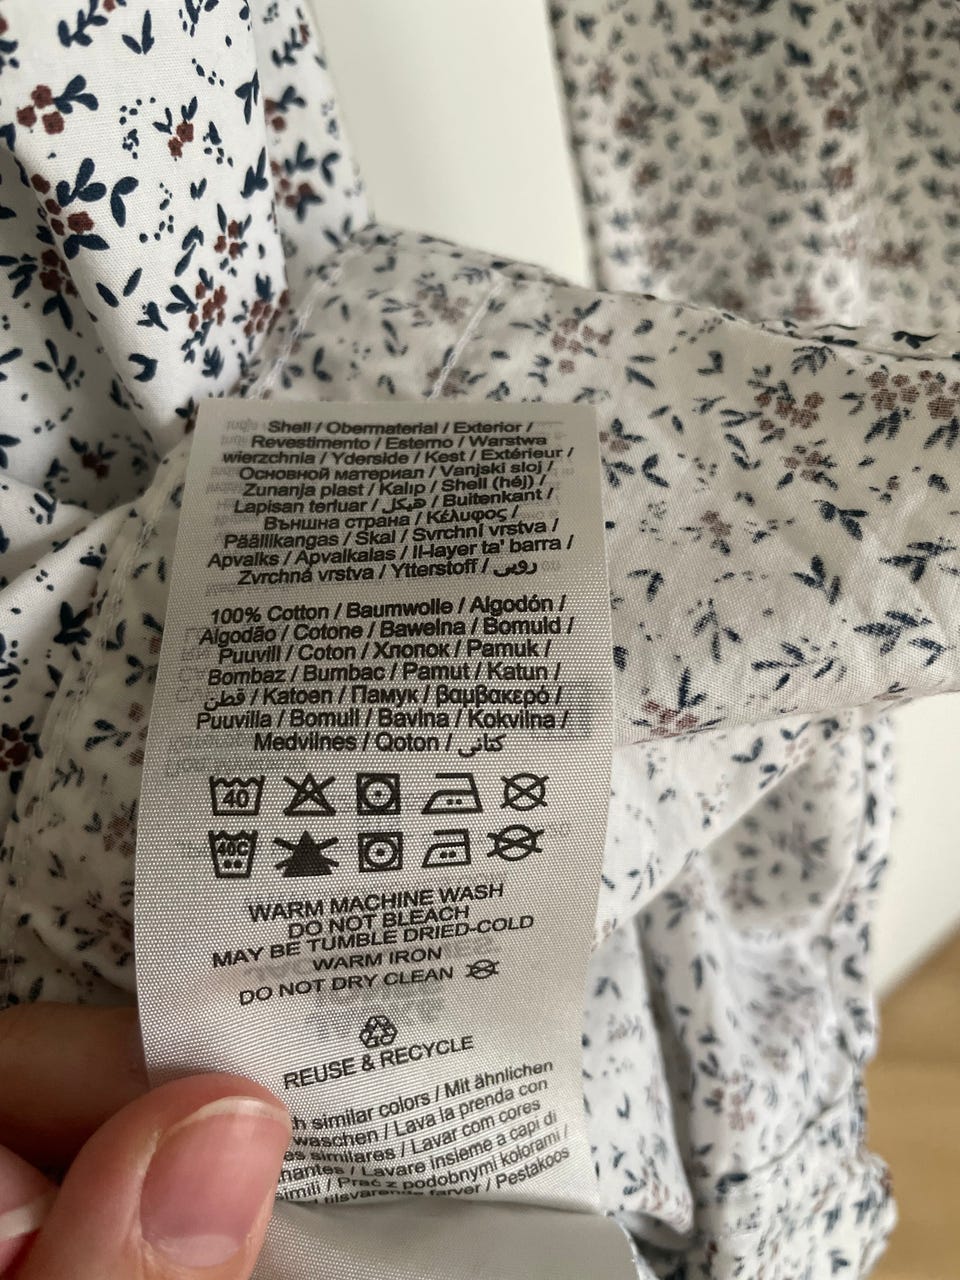 Shell / Obermaterial / Exterior /
Revestimento / Esterno / Warstwa
wierzchnia / Yderside / Kest / Extérieur /
Основной материал / Vanjski sloj /
Zunanja plast / Kalıp / Shell (héj) /
Lapisan terluar / هيكل / Buitenkant /
Външна страна / Κέλυφος /
Päällikangas / Skal / Svrchní vrstva /
Apvalks / Apvalkalas / Il-layer ta' barra /
Zvrchná vrstva / Ytterstoff / رویی
100% Cotton / Baumwolle / Algodón /
Algodão / Cotone / Bawełna / Bomuld /
Puuvill / Coton / Хлопок / Pamuk /
Bombaž / Bumbac / Pamut / Katun /
قطن / Katoen / Памук / βαμβακερό /
Puuvilla / Bomull / Bavlna / Kokvilna /
Medvilnės / Qoton / کتانی
40
40C
WARM MACHINE WASH
DO NOT BLEACH
MAY BE TUMBLE DRIED-COLD
WARM IRON
DO NOT DRY CLEAN
REUSE & RECYCLE
similar colors / Mit ähnlichen
waschen / Lava la prenda con
similares / Lavar com cores
/ Lavare insieme a capi di
simili / Prać z podobnymi kolorami /
farver / Pestakoos